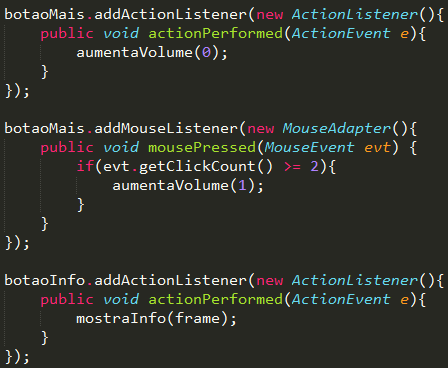 botaoMais.addActionListener(new ActionListener(){
    public void actionPerformed(ActionEvent e){
        aumentaVolume(0);
    }
});

botaoMais.addMouseListener(new MouseAdapter(){
    public void mousePressed(MouseEvent evt) {
        if(evt.getClickCount() >= 2){
            aumentaVolume(1);
        }
    }
});

botaoInfo.addActionListener(new ActionListener(){
    public void actionPerformed(ActionEvent e){
        mostraInfo(frame);
    }
});